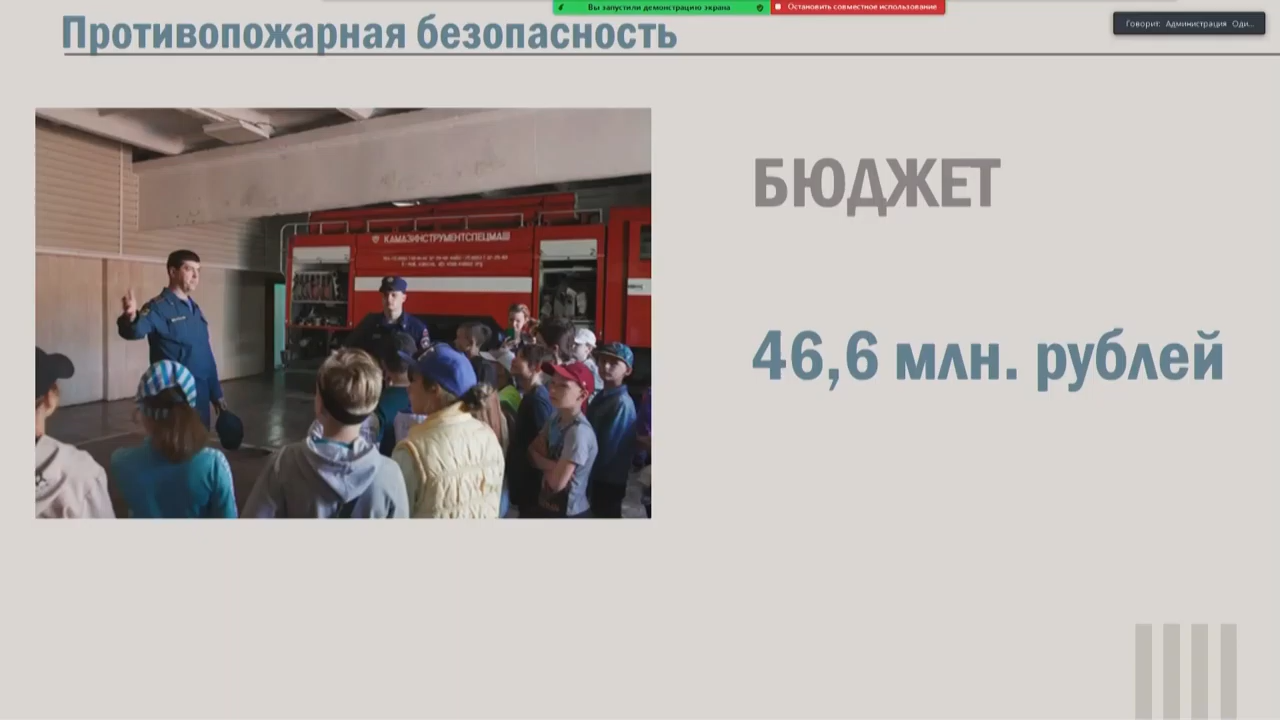 Вы запустили демонстрацию экрана
Остановить совместное использование
Говорит: Администрация Оди...
Противопожарная безопасность
БЮДЖЕТ
46,6 млн. рублей
КАМАЗИНСТРУМЕНТСПЕЦМАШ